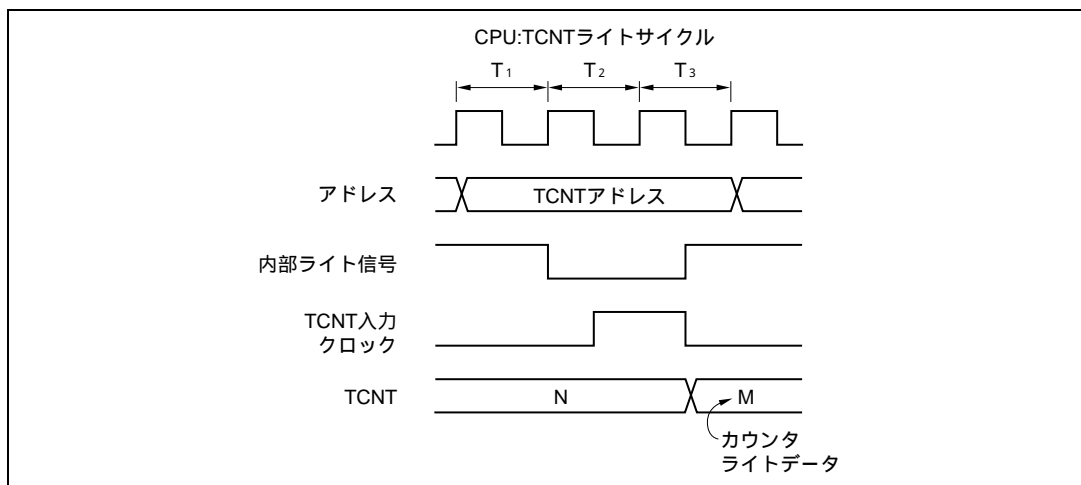 CPU:TCNTライトサイクル
T1 T2 T3
アドレス
TCNTアドレス
内部ライト信号
TCNT入力
クロック
TCNT
N
M
カウンタ
ライトデータ